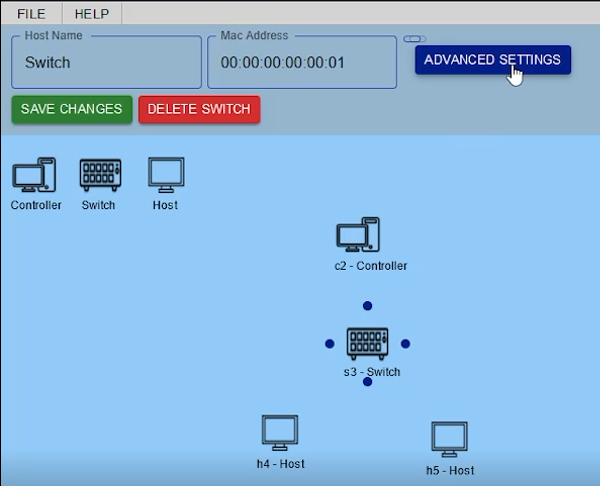 FILE HELP
Host Name Mac Address
Switch 00:00:00:00:00:01 ADVANCED SETTINGS
SAVE CHANGES DELETE SWITCH
Controller Switch Host
c2 - Controller
s3 - Switch
h4 - Host
h5 - Host